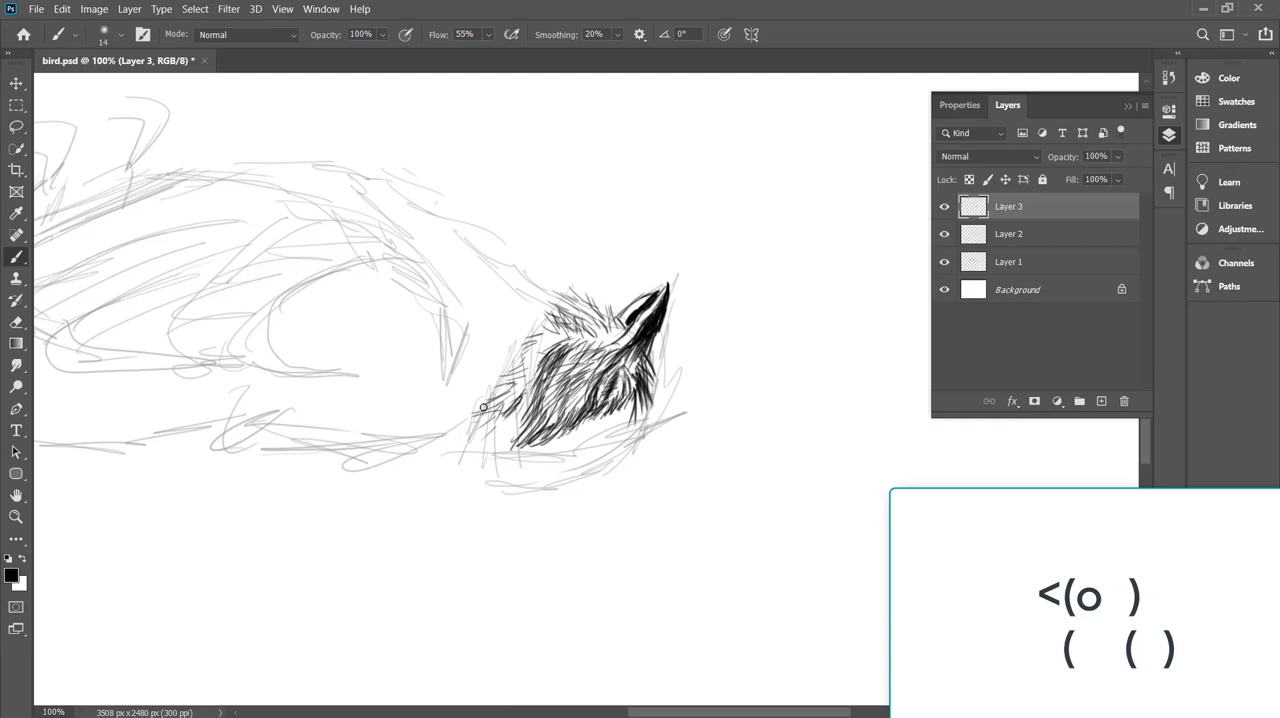 Ps File Edit Image Layer Type Select Filter 3D View Window Help
14 Mode: Normal Opacity: 100% Flow: 55% Smoothing: 20% 0°
bird.psd @ 100% (Layer 3, RGB/8) *
Properties Layers
Kind
Normal Opacity: 100%
Lock: Fill: 100%
Layer 3
Layer 2
Layer 1
Background
fx
Color
Swatches
Gradients
Patterns
Learn
Libraries
Adjustme...
Channels
Paths
<(o )
( ( )
100% 3508 px x 2480 px (300 ppi)